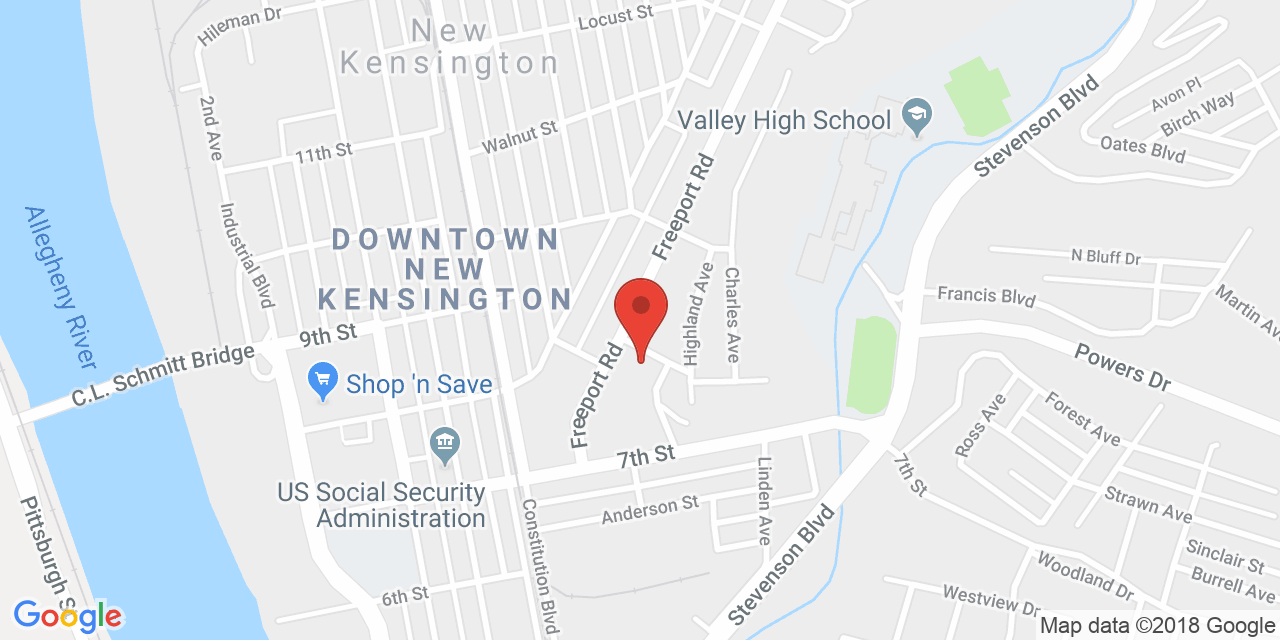 Hileman Dr
Locust St
New
Kensington
2nd Ave
11th St
Walnut St
Valley High School
Stevenson Blvd
Avon Pl
Birch Way
Oates Blvd
Freeport Rd
Allegheny River
Industrial Blvd
DOWNTOWN
NEW
KENSINGTON
Highland Ave
Charles Ave
N Bluff Dr
Francis Blvd
Martin Ave
9th St
C.L. Schmitt Bridge
Shop 'n Save
Freeport Rd
Powers Dr
Ross Ave
Forest Ave
7th St
7th St
US Social Security
Administration
Constitution Blvd
Anderson St
Linden Ave
Stevenson Blvd
Strawn Ave
Sinclair St
Burrell Ave
Woodland Dr
Westview Dr
Pittsburgh S
6th St
Google
Map data ©2018 Google